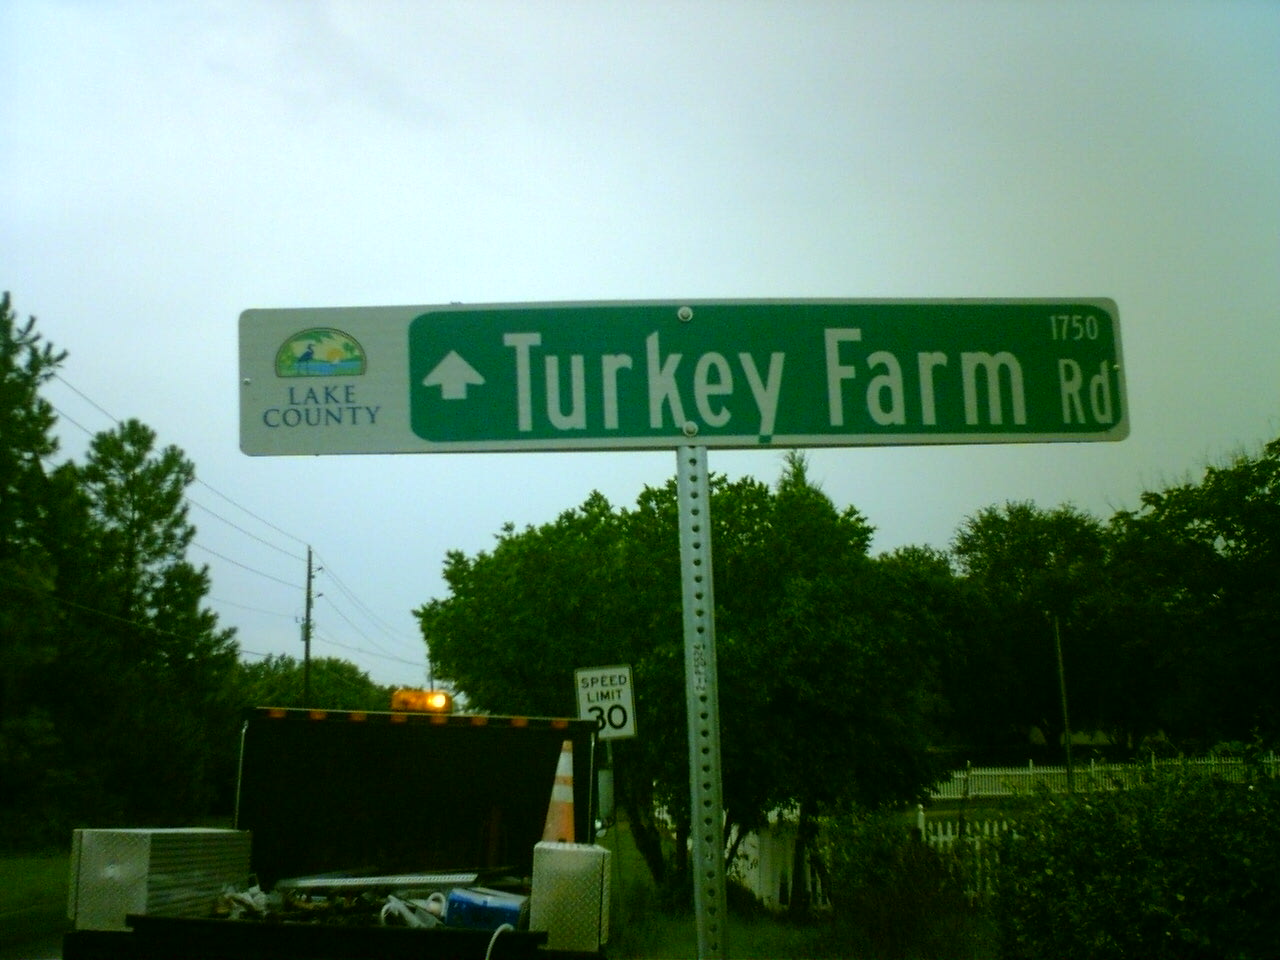 LAKE
COUNTY
Turkey Farm Rd
1750
SPEED
LIMIT
30